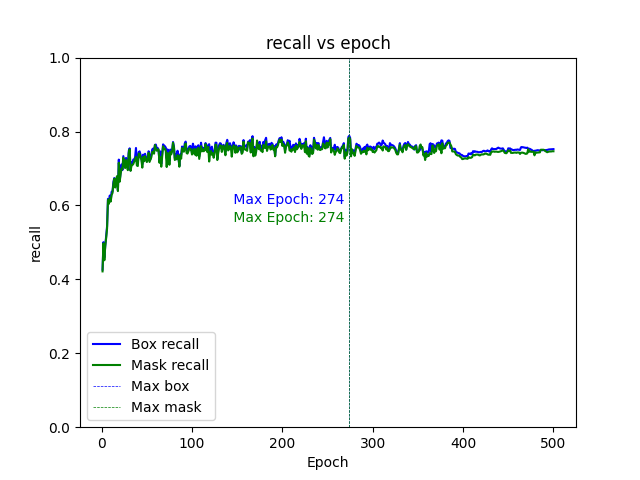 recall vs epoch
1.0
0.8
0.6
0.4
0.2
0.0
recall
Max Epoch: 274
Max Epoch: 274
Box recall
Mask recall
Max box
Max mask
0 100 200 300 400 500
Epoch